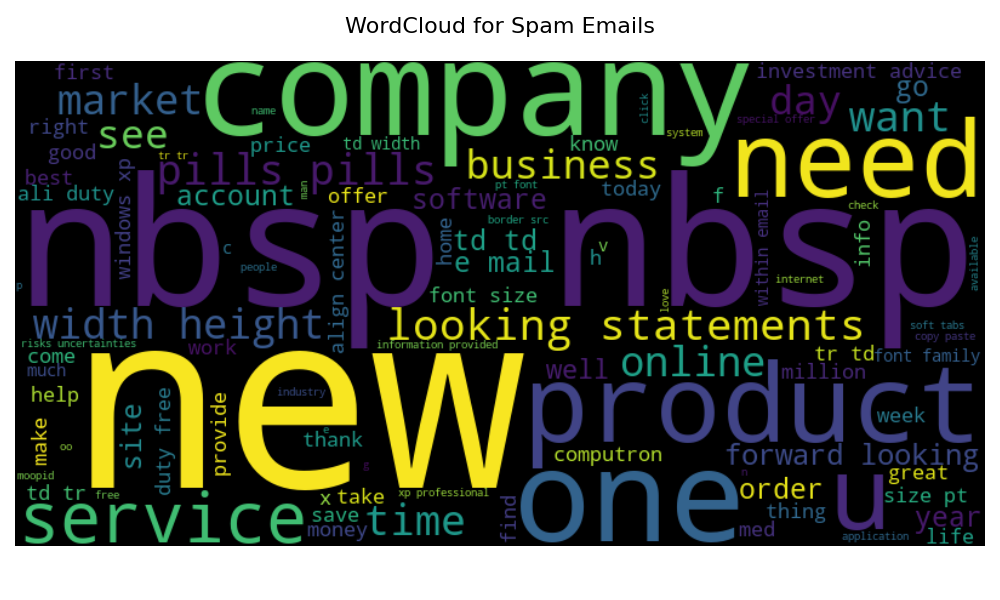 WordCloud for Spam Emails
first
market
company
investment advice
day
go
name
click
special offer
want
right
see
system
need
good
price
td width
know
tr tr
pills pills
business
best
xp
account
man
offer
pt font
software
today
f
check
ali duty
windows
nbsp nbsp
border src
within email
info
available
home
td td
c
align center
e mail
v
h
people
internet
p
font size
love
width height
looking statements
soft tabs
copy paste
risks uncertainties
work
information provided
come
well
online
tr td
font family
much
million
help
new
industry
product
week
site
duty free
provide
make
e
thank
oo
computron
forward looking
g
n
great
moopid
td tr
free
x
take
xp professional
one
order
u
size pt
service
save
time
find
thing
year
money
med
application
life